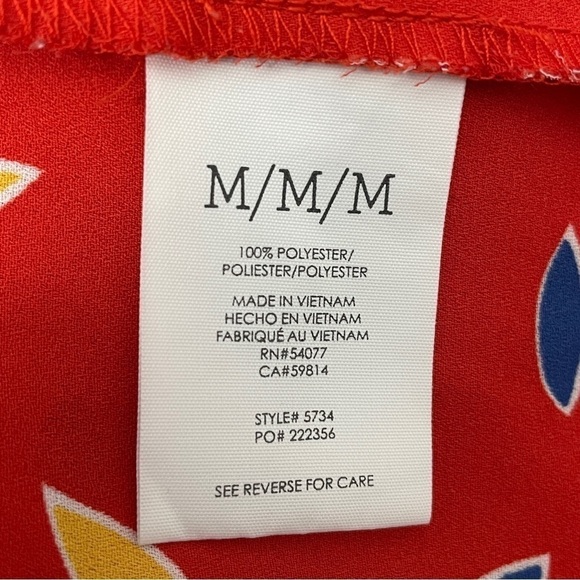 M/M/M
100% POLYESTER/
POLIESTER/POLYESTER
MADE IN VIETNAM
HECHO EN VIETNAM
FABRIQUÉ AU VIETNAM
RN#54077
CA#59814
STYLE# 5734
PO# 222356
SEE REVERSE FOR CARE